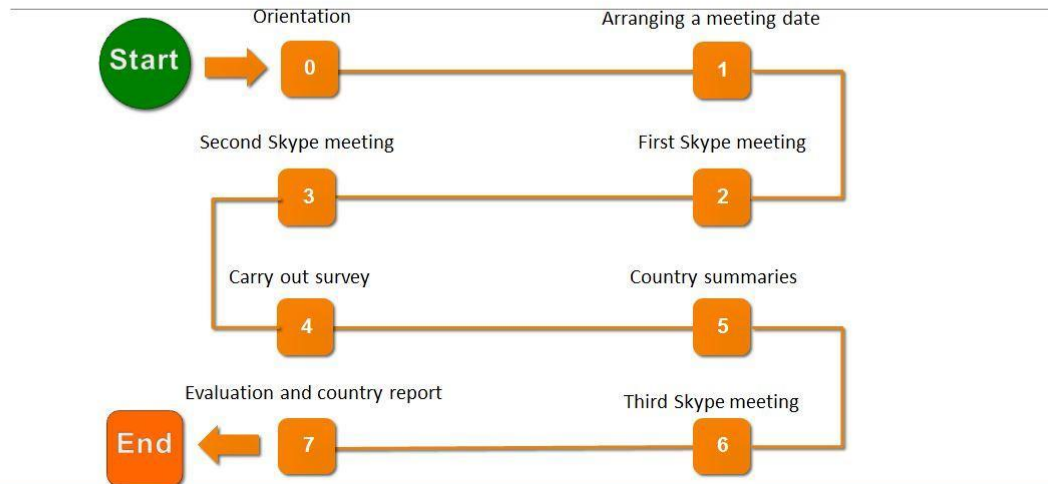 Orientation
Arranging a meeting date
Start
0
1
Second Skype meeting
First Skype meeting
3
2
Carry out survey
Country summaries
4
5
Evaluation and country report
Third Skype meeting
End
7
6